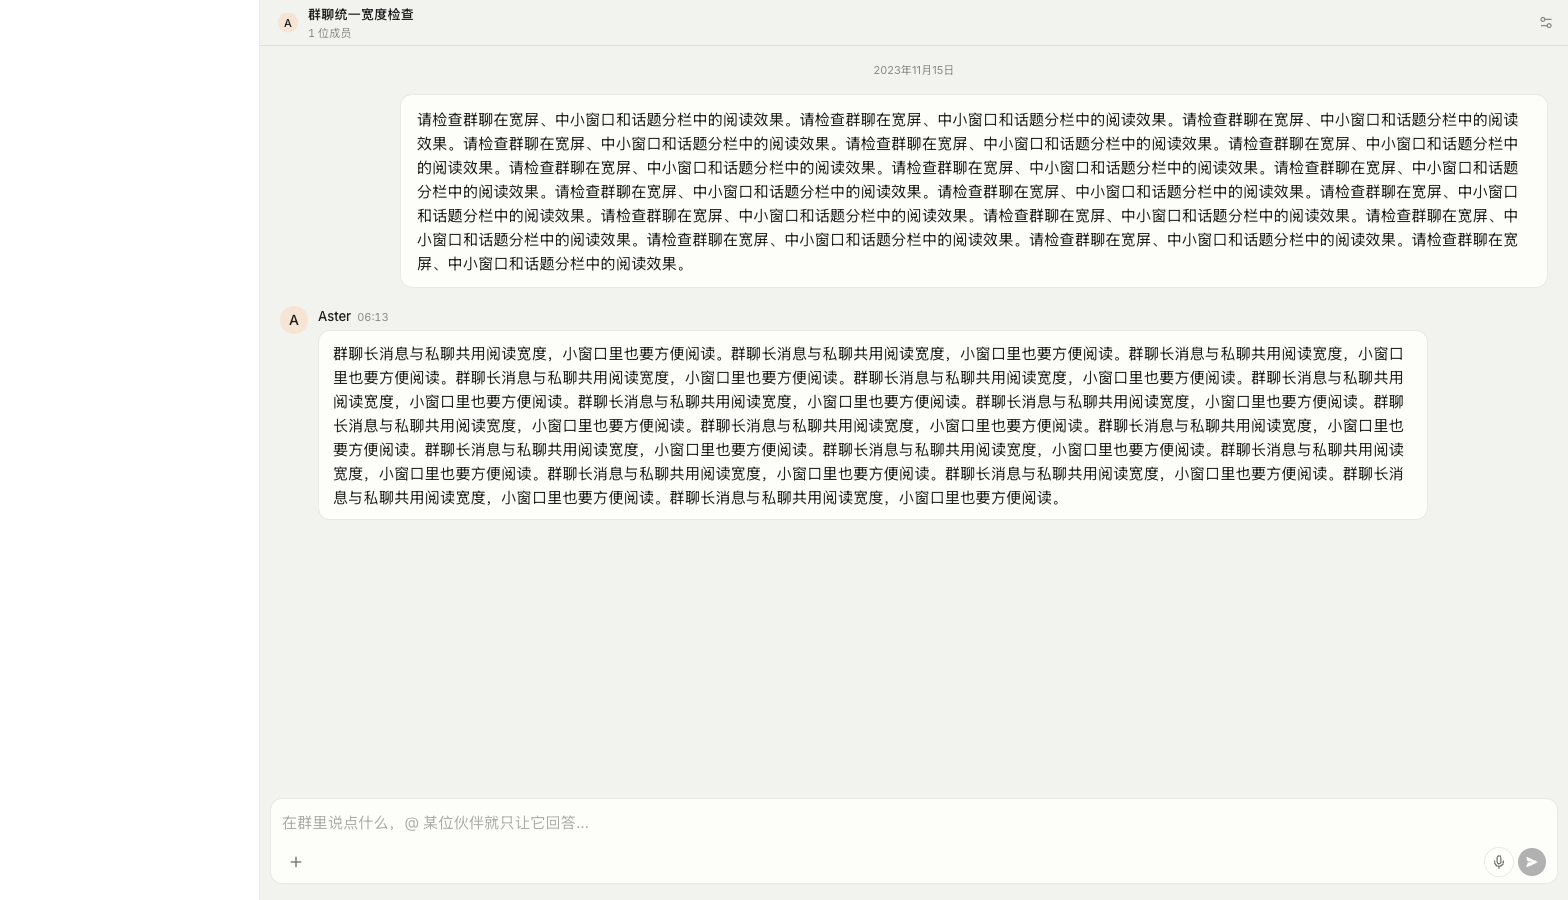 A
群聊统一宽度检查
1 位成员
2023年11月15日
请检查群聊在宽屏、中小窗口和话题分栏中的阅读效果。请检查群聊在宽屏、中小窗口和话题分栏中的阅读效果。请检查群聊在宽屏、中小窗口和话题分栏中的阅读
效果。请检查群聊在宽屏、中小窗口和话题分栏中的阅读效果。请检查群聊在宽屏、中小窗口和话题分栏中的阅读效果。请检查群聊在宽屏、中小窗口和话题分栏中
的阅读效果。请检查群聊在宽屏、中小窗口和话题分栏中的阅读效果。请检查群聊在宽屏、中小窗口和话题分栏中的阅读效果。请检查群聊在宽屏、中小窗口和话题
分栏中的阅读效果。请检查群聊在宽屏、中小窗口和话题分栏中的阅读效果。请检查群聊在宽屏、中小窗口和话题分栏中的阅读效果。请检查群聊在宽屏、中小窗口
和话题分栏中的阅读效果。请检查群聊在宽屏、中小窗口和话题分栏中的阅读效果。请检查群聊在宽屏、中小窗口和话题分栏中的阅读效果。请检查群聊在宽屏、中
小窗口和话题分栏中的阅读效果。请检查群聊在宽屏、中小窗口和话题分栏中的阅读效果。请检查群聊在宽屏、中小窗口和话题分栏中的阅读效果。请检查群聊在宽
屏、中小窗口和话题分栏中的阅读效果。
A
Aster 06:13
群聊长消息与私聊共用阅读宽度，小窗口里也要方便阅读。群聊长消息与私聊共用阅读宽度，小窗口里也要方便阅读。群聊长消息与私聊共用阅读宽度，小窗口
里也要方便阅读。群聊长消息与私聊共用阅读宽度，小窗口里也要方便阅读。群聊长消息与私聊共用阅读宽度，小窗口里也要方便阅读。群聊长消息与私聊共用
阅读宽度，小窗口里也要方便阅读。群聊长消息与私聊共用阅读宽度，小窗口里也要方便阅读。群聊长消息与私聊共用阅读宽度，小窗口里也要方便阅读。群聊
长消息与私聊共用阅读宽度，小窗口里也要方便阅读。群聊长消息与私聊共用阅读宽度，小窗口里也要方便阅读。群聊长消息与私聊共用阅读宽度，小窗口里也
要方便阅读。群聊长消息与私聊共用阅读宽度，小窗口里也要方便阅读。群聊长消息与私聊共用阅读宽度，小窗口里也要方便阅读。群聊长消息与私聊共用阅读
宽度，小窗口里也要方便阅读。群聊长消息与私聊共用阅读宽度，小窗口里也要方便阅读。群聊长消息与私聊共用阅读宽度，小窗口里也要方便阅读。群聊长消
息与私聊共用阅读宽度，小窗口里也要方便阅读。群聊长消息与私聊共用阅读宽度，小窗口里也要方便阅读。
在群里说点什么，@ 某位伙伴就只让它回答...